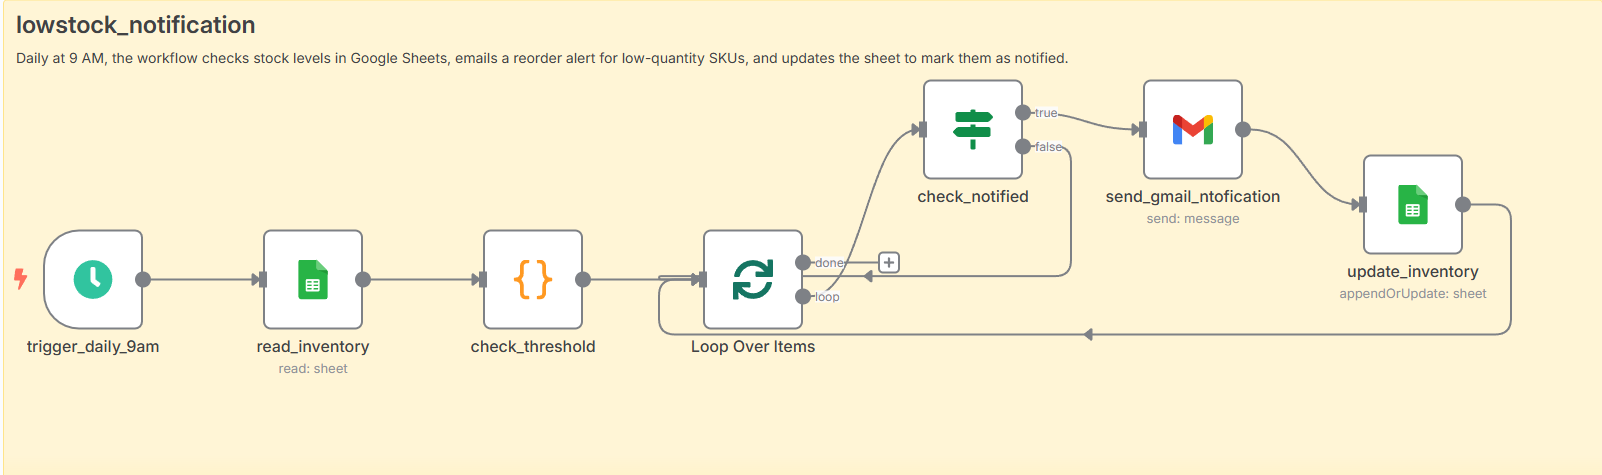 lowstock_notification
Daily at 9 AM, the workflow checks stock levels in Google Sheets, emails a reorder alert for low-quantity SKUs, and updates the sheet to mark them as notified.
true
false
check_notified
send_gmail_ntofication
send: message
update_inventory
appendOrUpdate: sheet
done
loop
trigger_daily_9am
read_inventory
read: sheet
check_threshold
Loop Over Items